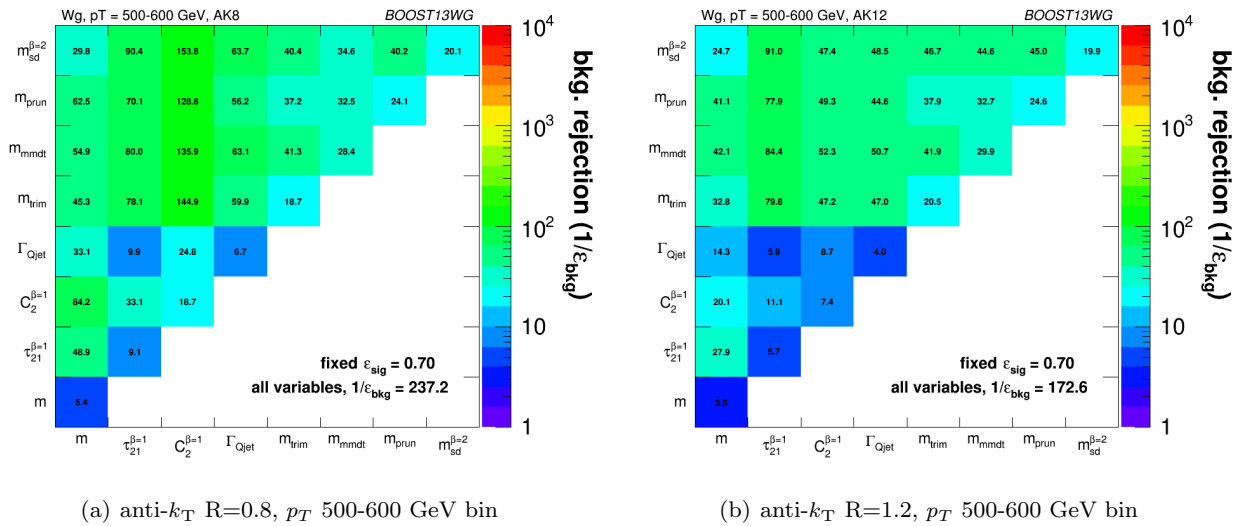 Wg, pT = 500-600 GeV, AK8 BOOST13WG
m_sd^β=2 29.8 90.4 153.8 63.7 40.4 34.6 40.2 20.1
m_prun 62.5 70.1 128.8 56.2 37.2 32.5 24.1
m_mmdt 54.9 80.0 135.9 63.1 41.3 28.4
m_trim 45.3 78.1 144.9 59.9 18.7
Γ_Qjet 33.1 9.9 24.8 6.7
C_2^β=1 84.2 33.1 18.7
τ_21^β=1 48.9 9.1
fixed ε_sig = 0.70
all variables, 1/ε_bkg = 237.2
m 5.4
m τ_21^β=1 C_2^β=1 Γ_Qjet m_trim m_mmdt m_prun m_sd^β=2
10^4
10^3
10^2
10
1
bkg. rejection (1/ε_bkg)
(a) anti-k_T R=0.8, p_T 500-600 GeV bin
Wg, pT = 500-600 GeV, AK12 BOOST13WG
m_sd^β=2 24.7 91.0 47.4 48.5 46.7 44.6 45.0 19.9
m_prun 41.1 77.9 49.3 44.6 37.9 32.7 24.6
m_mmdt 42.1 84.4 52.3 50.7 41.9 29.9
m_trim 32.8 79.8 47.2 47.0 20.5
Γ_Qjet 14.3 5.9 8.7 4.0
C_2^β=1 20.1 11.1 7.4
τ_21^β=1 27.9 5.7
fixed ε_sig = 0.70
all variables, 1/ε_bkg = 172.6
m 3.5
m τ_21^β=1 C_2^β=1 Γ_Qjet m_trim m_mmdt m_prun m_sd^β=2
10^4
10^3
10^2
10
1
bkg. rejection (1/ε_bkg)
(b) anti-k_T R=1.2, p_T 500-600 GeV bin